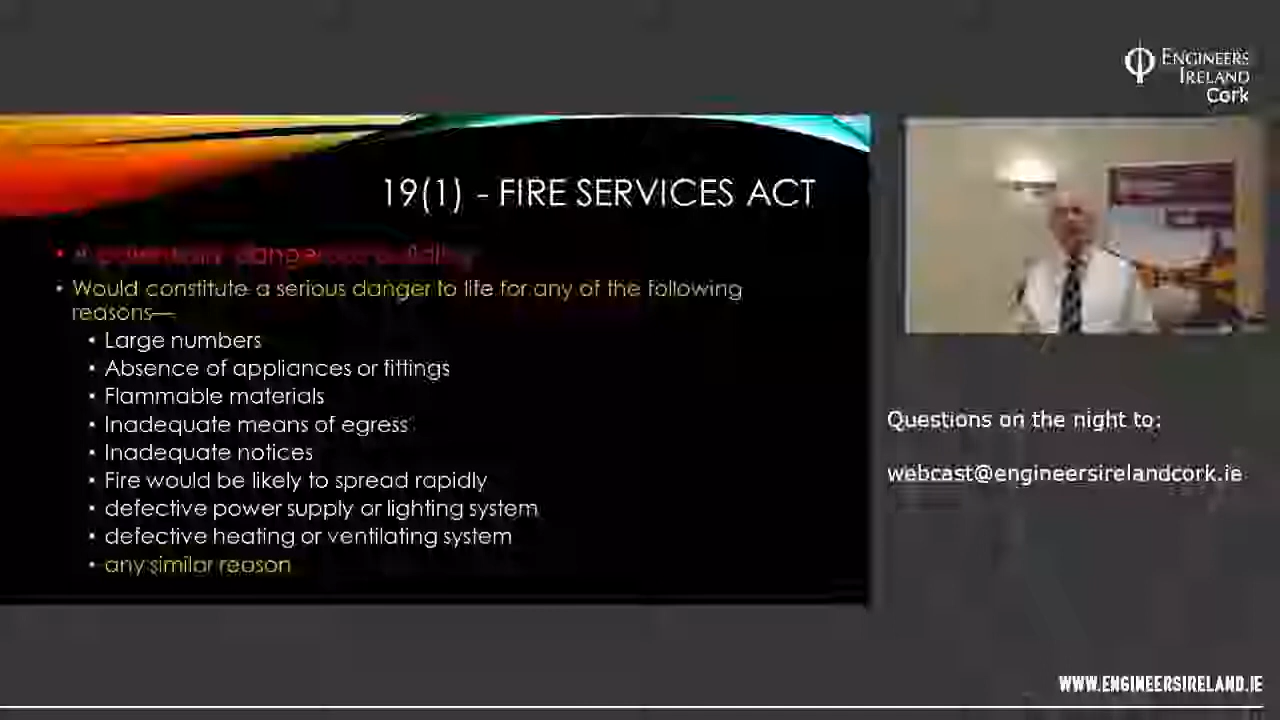 ENGINEERS
IRELAND
Cork
19(1) - FIRE SERVICES ACT
• A potentially dangerous building
• Would constitute a serious danger to life for any of the following
reasons—
• Large numbers
• Absence of appliances or fittings
• Flammable materials
• Inadequate means of egress
• Inadequate notices
• Fire would be likely to spread rapidly
• defective power supply or lighting system
• defective heating or ventilating system
• any similar reason
Questions on the night to:
webcast@engineersirelandcork.ie
WWW.ENGINEERSIRELAND.IE